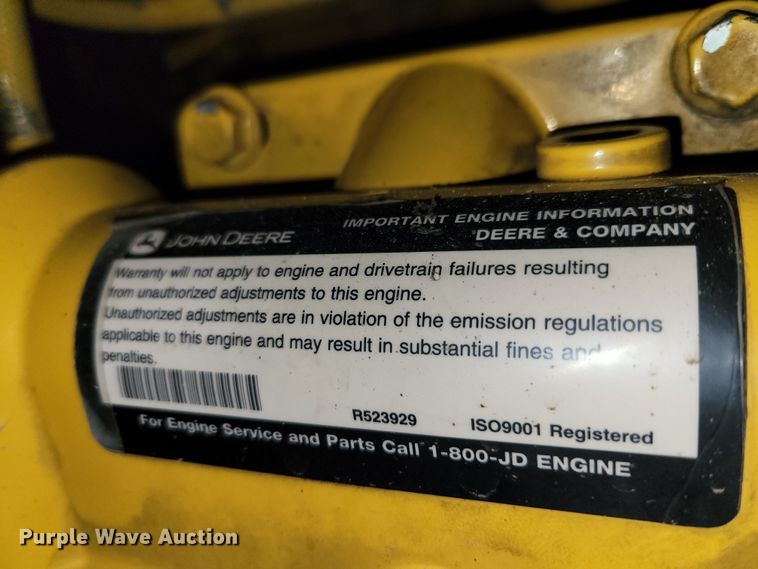 JOHN DEERE
IMPORTANT ENGINE INFORMATION
DEERE & COMPANY
Warranty will not apply to engine and drivetrain failures resulting
from unauthorized adjustments to this engine.
Unauthorized adjustments are in violation of the emission regulations
applicable to this engine and may result in substantial fines and
penalties.
R523929 ISO9001 Registered
For Engine Service and Parts Call 1-800-JD ENGINE
Purple Wave Auction